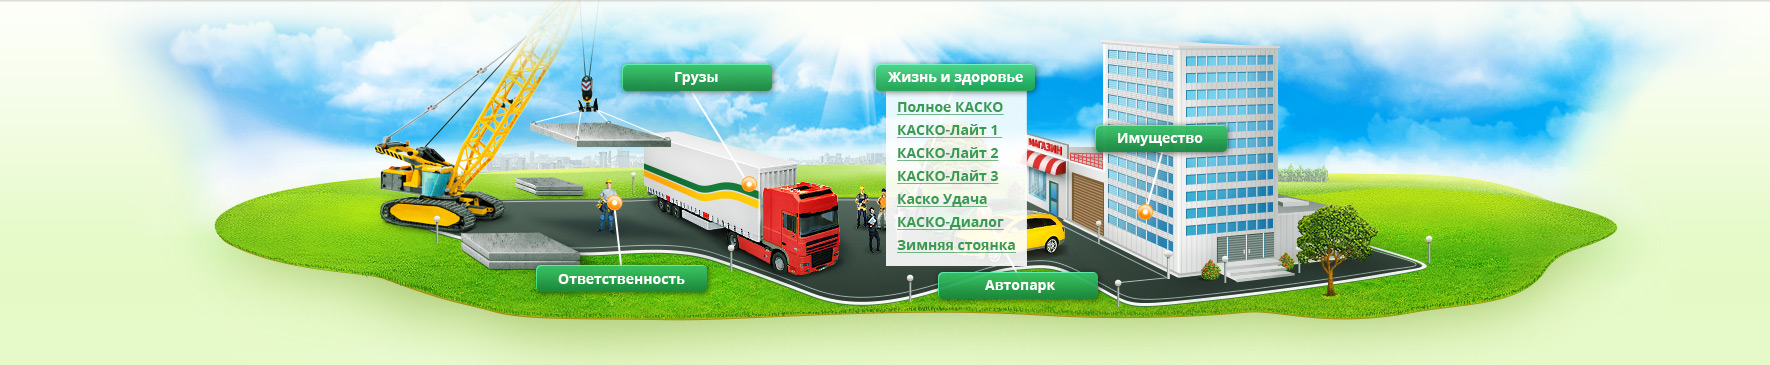 Грузы
Жизнь и здоровье
Полное КАСКО
КАСКО-Лайт 1
КАСКО-Лайт 2
КАСКО-Лайт 3
Каско Удача
КАСКО-Диалог
Зимняя стоянка
Имущество
МАГАЗИН
Ответственность
Автопарк